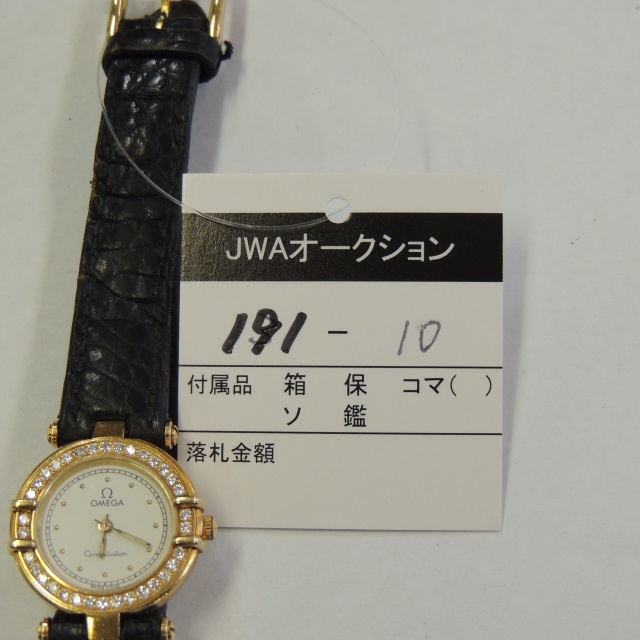 JWAオークション
191 - 10
付属品 箱 保 コマ( )
ソ 鑑
落札金額
OMEGA
Constellation